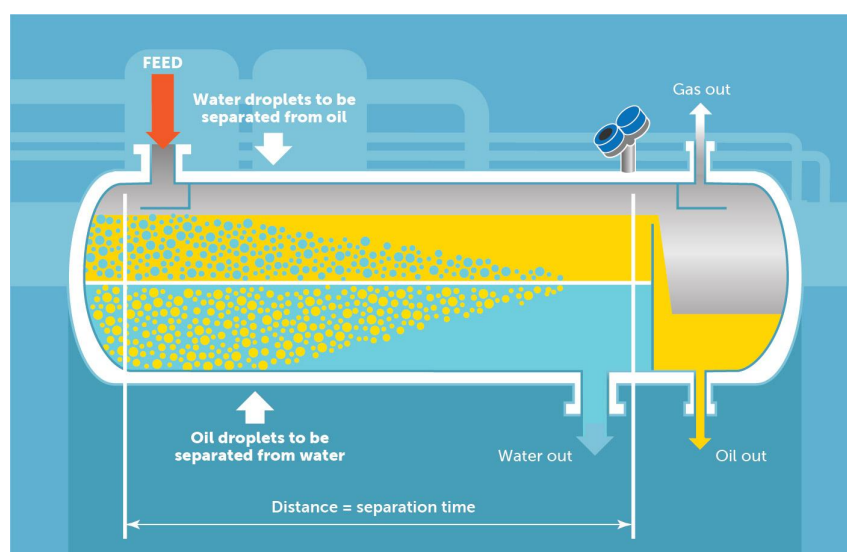 FEED
Water droplets to be
separated from oil
Gas out
Oil droplets to be
separated from water
Water out
Oil out
Distance = separation time